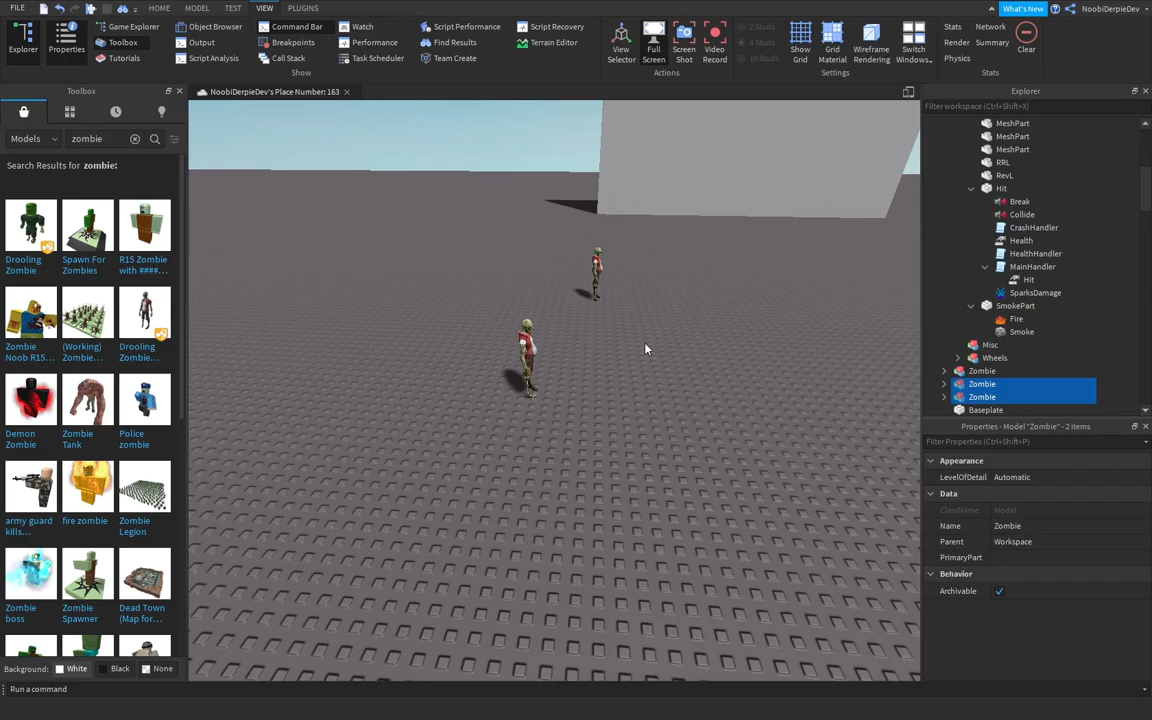 FILE HOME MODEL TEST VIEW PLUGINS What's New NoobiDerpieDev
Explorer Properties
Game Explorer Object Browser Command Bar Watch Script Performance Script Recovery
Toolbox Output Breakpoints Performance Find Results Terrain Editor
Tutorials Script Analysis Call Stack Task Scheduler Team Create
Show
View Selector Full Screen Screen Shot Video Record
Actions
2 Studs
4 Studs
16 Studs
Show Grid Grid Material Wireframe Rendering Switch Windows
Settings
Stats Network
Render Summary
Physics
Clear
Stats
Toolbox
Models zombie
Search Results for zombie:
Drooling Zombie
Spawn For Zombies
R15 Zombie with ####...
Zombie Noob R15...
(Working) Zombie...
Drooling Zombie...
Demon Zombie
Zombie Tank
Police zombie
army guard kills...
fire zombie
Zombie Legion
Zombie boss
Zombie Spawner
Dead Town (Map for...
Background: White Black None
Run a command
NoobiDerpieDev's Place Number: 163
Explorer
Filter workspace (Ctrl+Shift+X)
MeshPart
MeshPart
MeshPart
RRL
RevL
Hit
Break
Collide
CrashHandler
Health
HealthHandler
MainHandler
Hit
SparksDamage
SmokePart
Fire
Smoke
Misc
Wheels
Zombie
Zombie
Zombie
Baseplate
Properties - Model "Zombie" - 2 items
Filter Properties (Ctrl+Shift+P)
Appearance
LevelOfDetail Automatic
Data
ClassName Model
Name Zombie
Parent Workspace
PrimaryPart
Behavior
Archivable